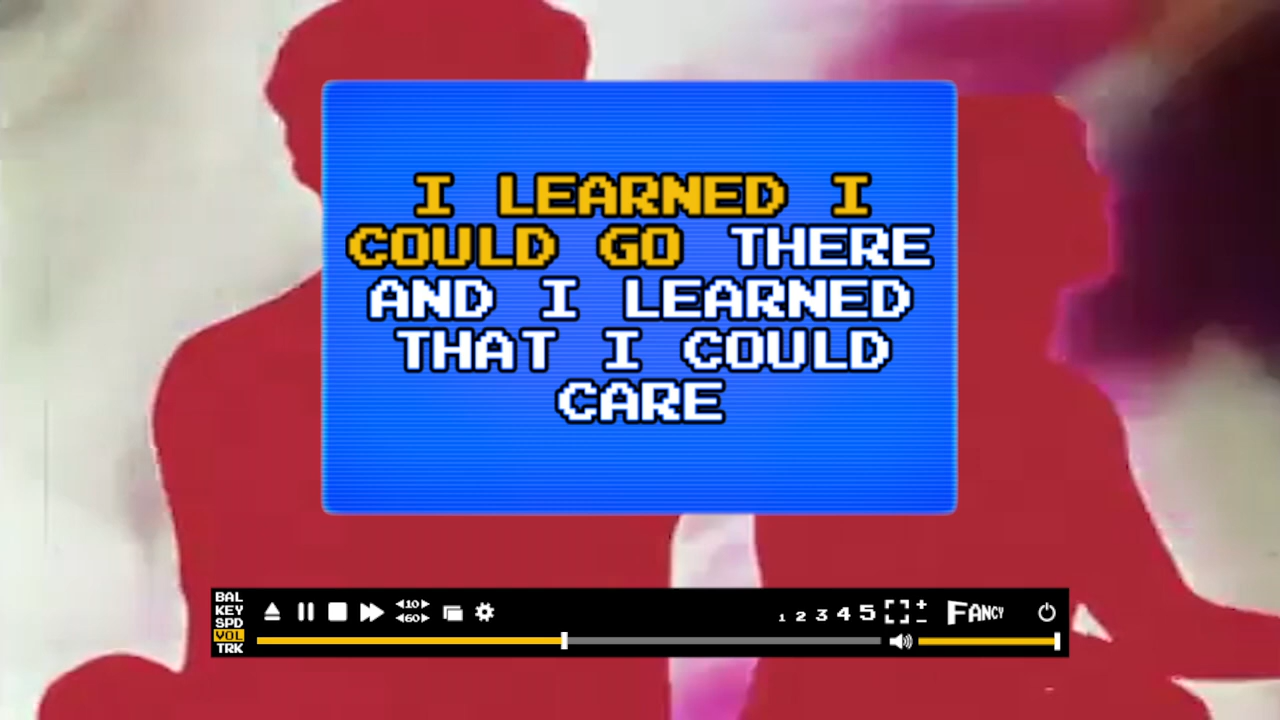 I LEARNED I
COULD GO THERE
AND I LEARNED
THAT I COULD
CARE
BAL
KEY
SPD
VOL
TRK
10
60
1 2 3 4 5
+
−
FANCY